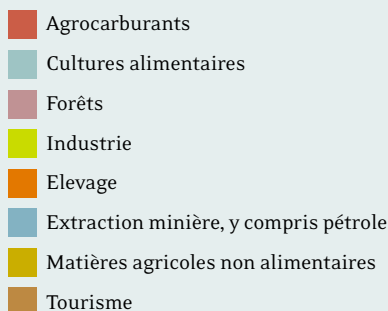 Agrocarburants
Cultures alimentaires
Forêts
Industrie
Elevage
Extraction minière, y compris pétrole
Matières agricoles non alimentaires
Tourisme